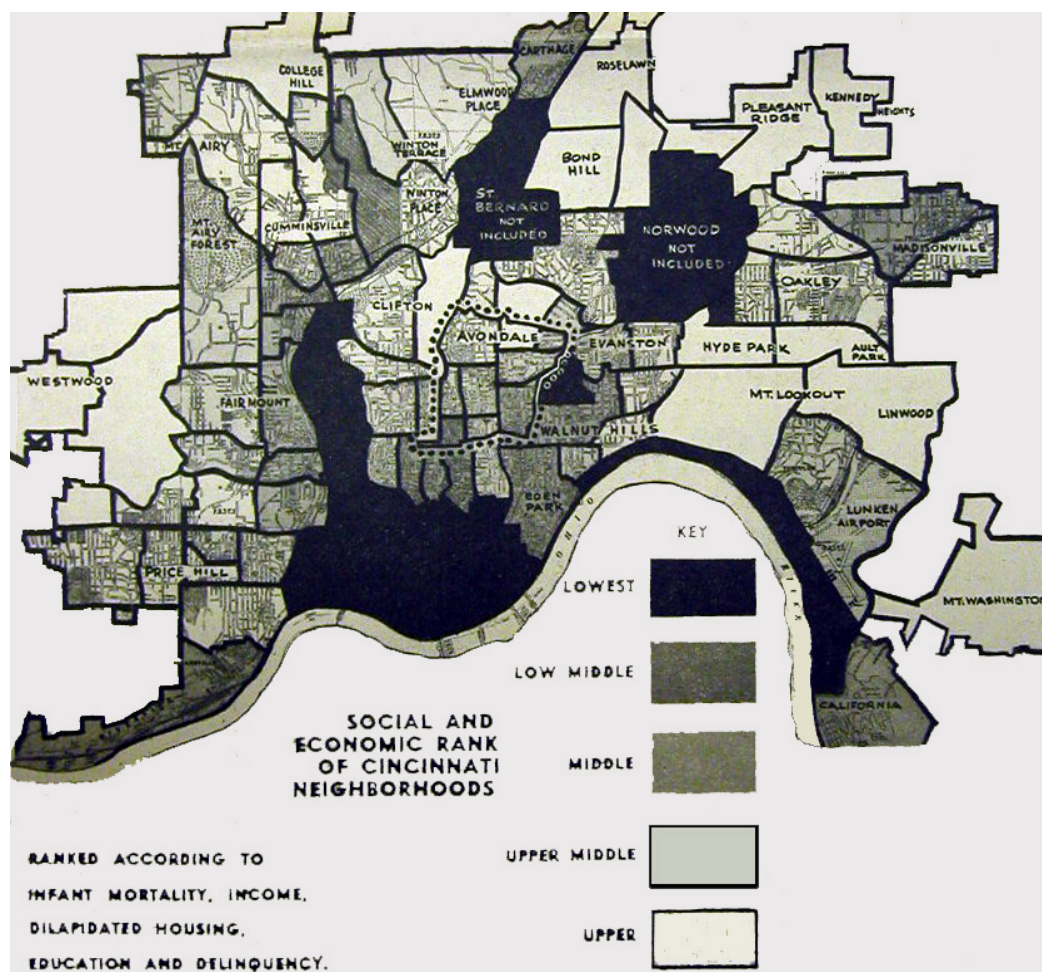 CARTHAGE
COLLEGE
HILL
ROSELAWN
ELMWOOD
PLACE
PLEASANT
RIDGE
KENNEDY
HEIGHTS
MT. AIRY
WINTON
TERRACE
BOND
HILL
WINTON
PLACE
ST.
BERNARD
NOT
INCLUDED
MT.
AIRY
FOREST
CUMMINSVILLE
NORWOOD
NOT
INCLUDED
MADISONVILLE
OAKLEY
CLIFTON
AVONDALE
EVANSTON
HYDE PARK
AULT
PARK
WESTWOOD
FAIRMOUNT
MT. LOOKOUT
LINWOOD
WALNUT HILLS
EDEN
PARK
LUNKEN
AIRPORT
PRICE HILL
MT. WASHINGTON
OHIO
RIVER
CALIFORNIA
KEY
LOWEST
LOW MIDDLE
MIDDLE
UPPER MIDDLE
UPPER
SOCIAL AND
ECONOMIC RANK
OF CINCINNATI
NEIGHBORHOODS
RANKED ACCORDING TO
INFANT MORTALITY, INCOME,
DILAPIDATED HOUSING,
EDUCATION AND DELINQUENCY.